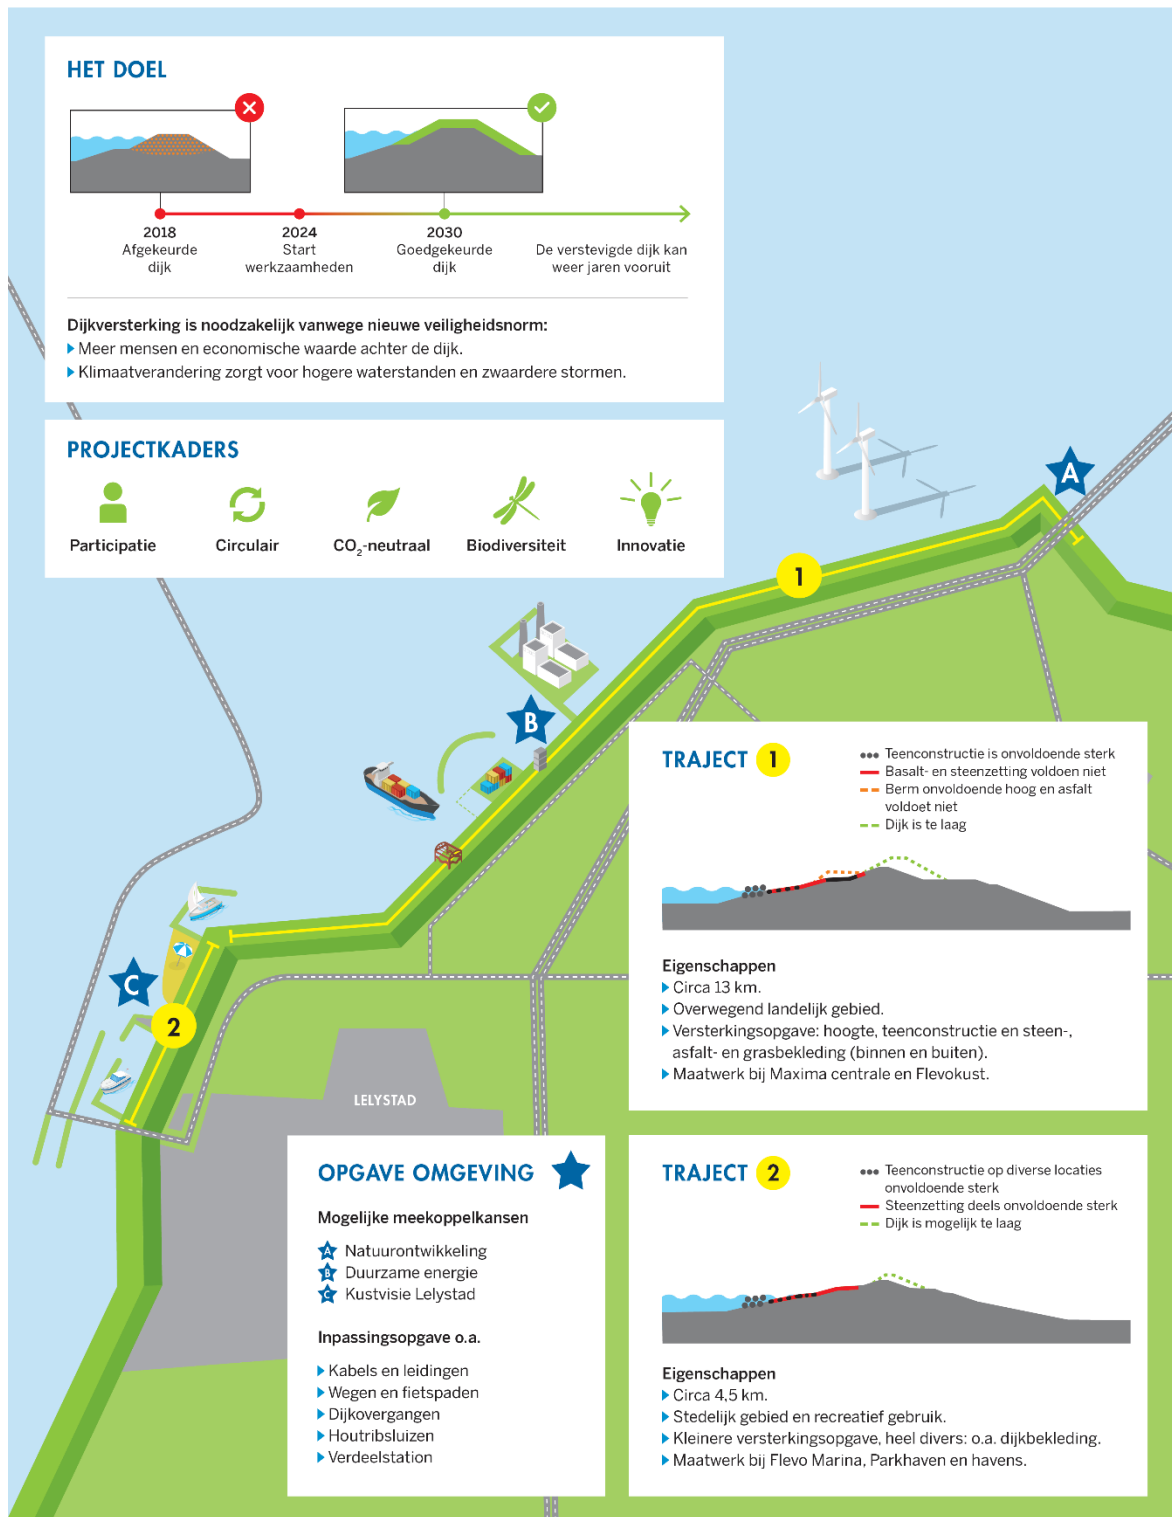 HET DOEL
2018
Afgekeurde
dijk
2024
Start
werkzaamheden
2030
Goedgekeurde
dijk
De verstevigde dijk kan
weer jaren vooruit
Dijkversterking is noodzakelijk vanwege nieuwe veiligheidsnorm:
Meer mensen en economische waarde achter de dijk.
Klimaatverandering zorgt voor hogere waterstanden en zwaardere stormen.
PROJECTKADERS
Participatie
Circulair
CO2-neutraal
Biodiversiteit
Innovatie
A
1
B
C
2
LELYSTAD
TRAJECT 1
Teenconstructie is onvoldoende sterk
Basalt- en steenzetting voldoen niet
Berm onvoldoende hoog en asfalt
voldoet niet
Dijk is te laag
Eigenschappen
Circa 13 km.
Overwegend landelijk gebied.
Versterkingsopgave: hoogte, teenconstructie en steen-,
asfalt- en grasbekleding (binnen en buiten).
Maatwerk bij Maxima centrale en Flevokust.
OPGAVE OMGEVING
Mogelijke meekoppelkansen
A Natuurontwikkeling
B Duurzame energie
C Kustvisie Lelystad
Inpassingsopgave o.a.
Kabels en leidingen
Wegen en fietspaden
Dijkovergangen
Houtribsluizen
Verdeelstation
TRAJECT 2
Teenconstructie op diverse locaties
onvoldoende sterk
Steenzetting deels onvoldoende sterk
Dijk is mogelijk te laag
Eigenschappen
Circa 4,5 km.
Stedelijk gebied en recreatief gebruik.
Kleinere versterkingsopgave, heel divers: o.a. dijkbekleding.
Maatwerk bij Flevo Marina, Parkhaven en havens.